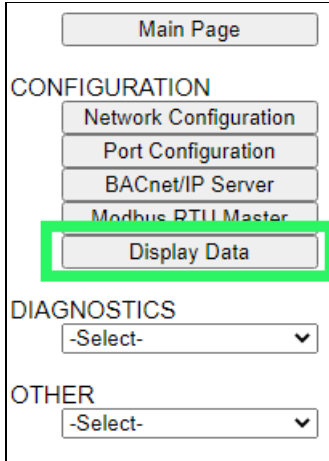 Main Page
CONFIGURATION
Network Configuration
Port Configuration
BACnet/IP Server
Modbus RTU Master
Display Data
DIAGNOSTICS
-Select-
OTHER
-Select-